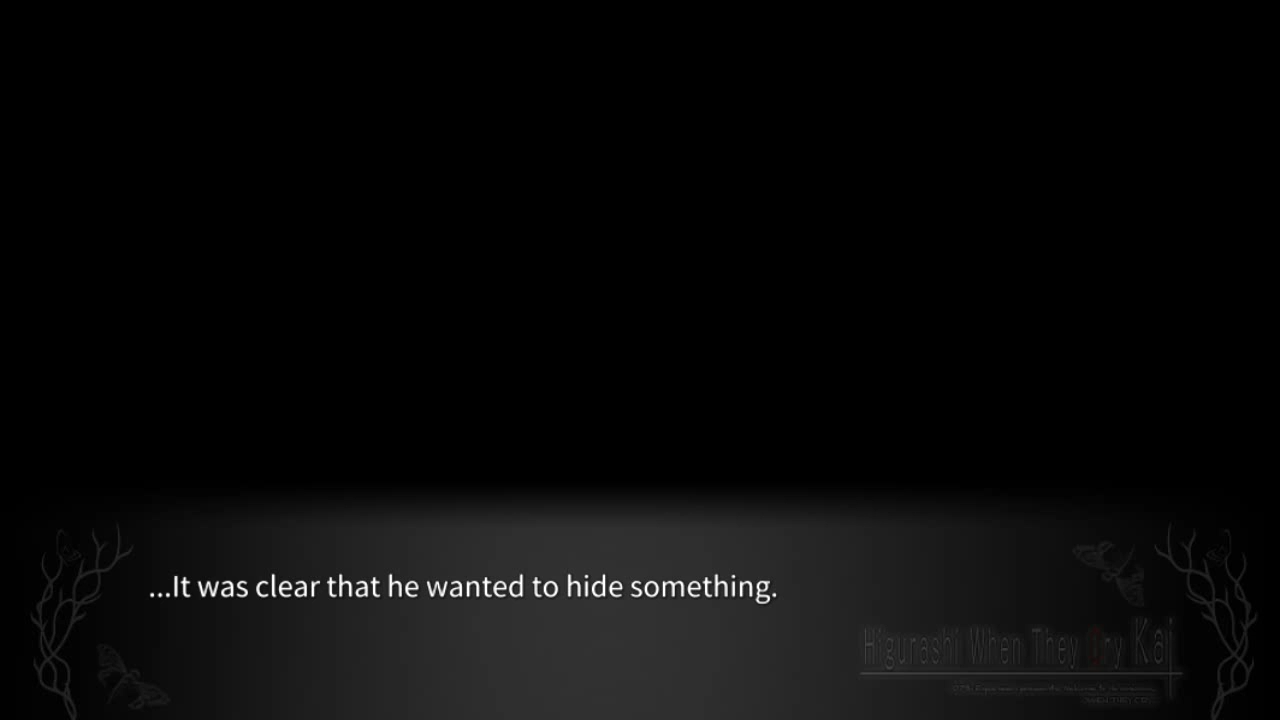 ...It was clear that he wanted to hide something.
Higurashi When They Cry Kai